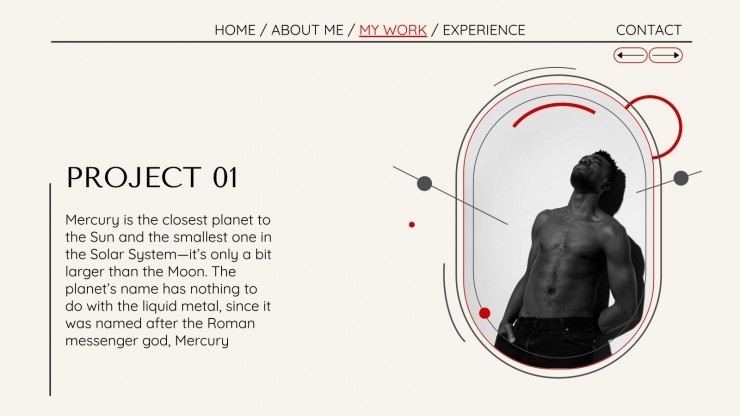 HOME / ABOUT ME / MY WORK / EXPERIENCE
CONTACT
PROJECT 01
Mercury is the closest planet to
the Sun and the smallest one in
the Solar System—it's only a bit
larger than the Moon. The
planet's name has nothing to
do with the liquid metal, since it
was named after the Roman
messenger god, Mercury